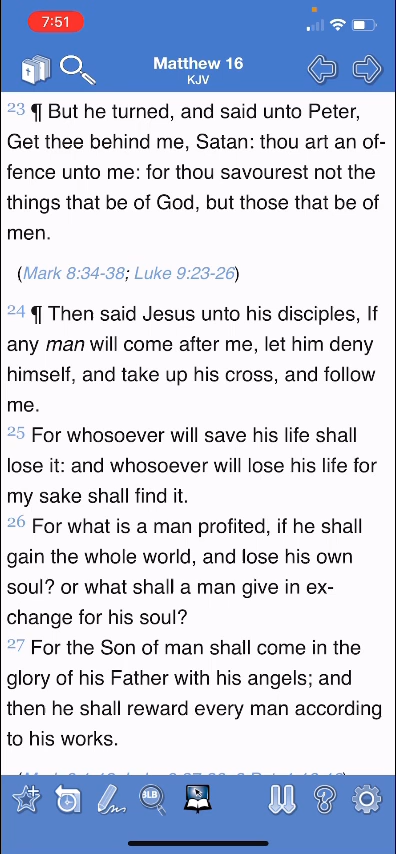 7:51
Matthew 16
KJV
23 ¶ But he turned, and said unto Peter,
Get thee behind me, Satan: thou art an of-
fence unto me: for thou savourest not the
things that be of God, but those that be of
men.
(Mark 8:34-38; Luke 9:23-26)
24 ¶ Then said Jesus unto his disciples, If
any man will come after me, let him deny
himself, and take up his cross, and follow
me.
25 For whosoever will save his life shall
lose it: and whosoever will lose his life for
my sake shall find it.
26 For what is a man profited, if he shall
gain the whole world, and lose his own
soul? or what shall a man give in ex-
change for his soul?
27 For the Son of man shall come in the
glory of his Father with his angels; and
then he shall reward every man according
to his works.
BLB